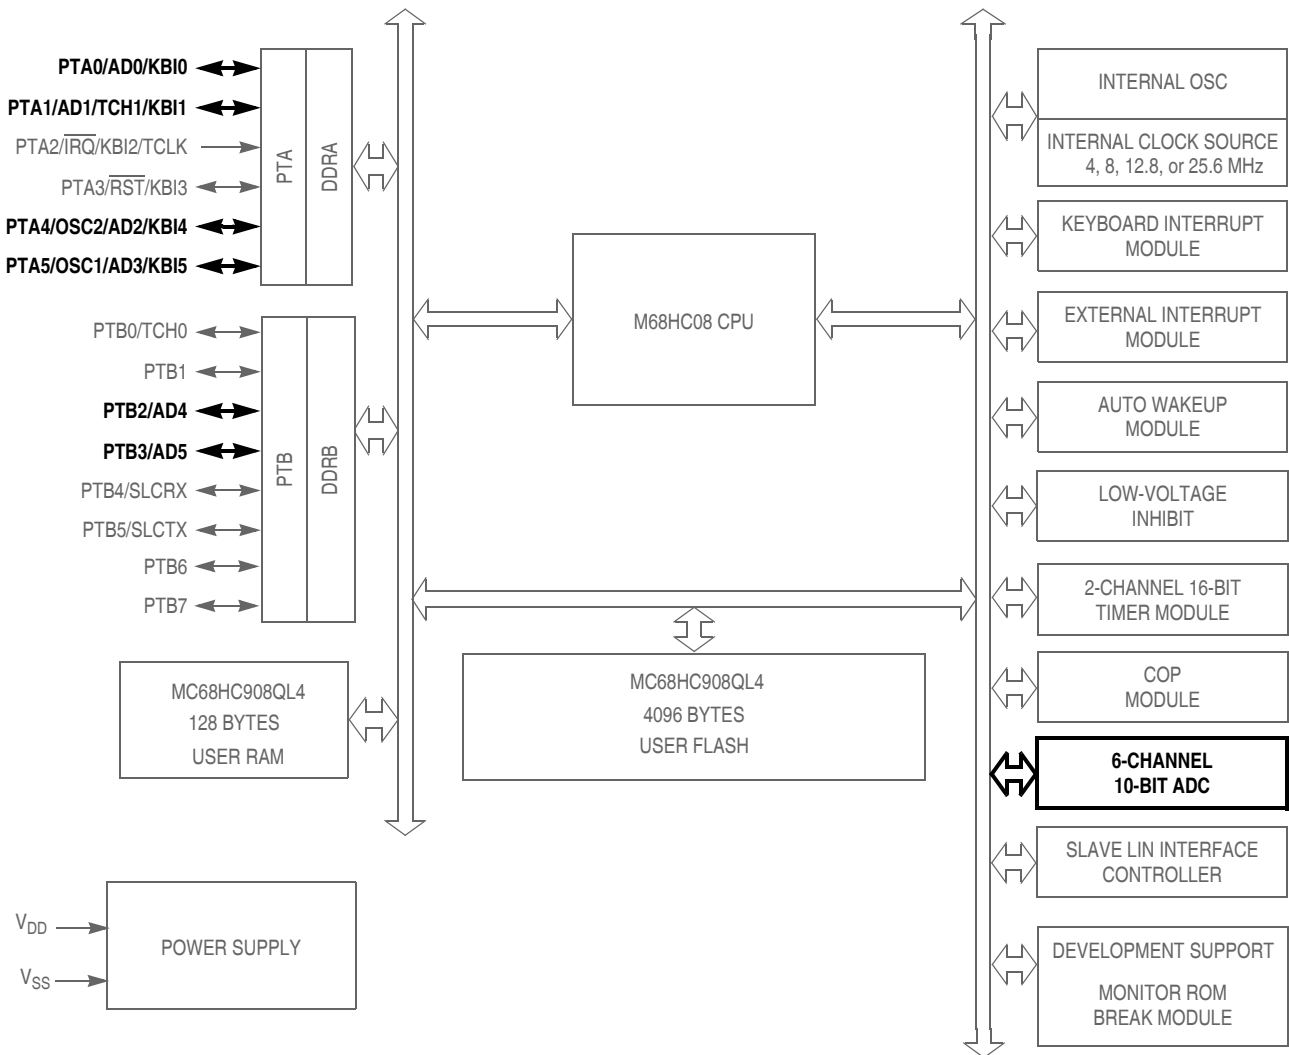 PTA0/AD0/KBI0
PTA1/AD1/TCH1/KBI1
PTA2/IRQ/KBI2/TCLK
PTA3/RST/KBI3
PTA4/OSC2/AD2/KBI4
PTA5/OSC1/AD3/KBI5
PTA
DDRA
PTB0/TCH0
PTB1
PTB2/AD4
PTB3/AD5
PTB4/SLCRX
PTB5/SLCTX
PTB6
PTB7
PTB
DDRB
M68HC08 CPU
MC68HC908QL4
128 BYTES
USER RAM
MC68HC908QL4
4096 BYTES
USER FLASH
VDD
VSS
POWER SUPPLY
INTERNAL OSC
INTERNAL CLOCK SOURCE
4, 8, 12.8, or 25.6 MHz
KEYBOARD INTERRUPT
MODULE
EXTERNAL INTERRUPT
MODULE
AUTO WAKEUP
MODULE
LOW-VOLTAGE
INHIBIT
2-CHANNEL 16-BIT
TIMER MODULE
COP
MODULE
6-CHANNEL
10-BIT ADC
SLAVE LIN INTERFACE
CONTROLLER
DEVELOPMENT SUPPORT
MONITOR ROM
BREAK MODULE